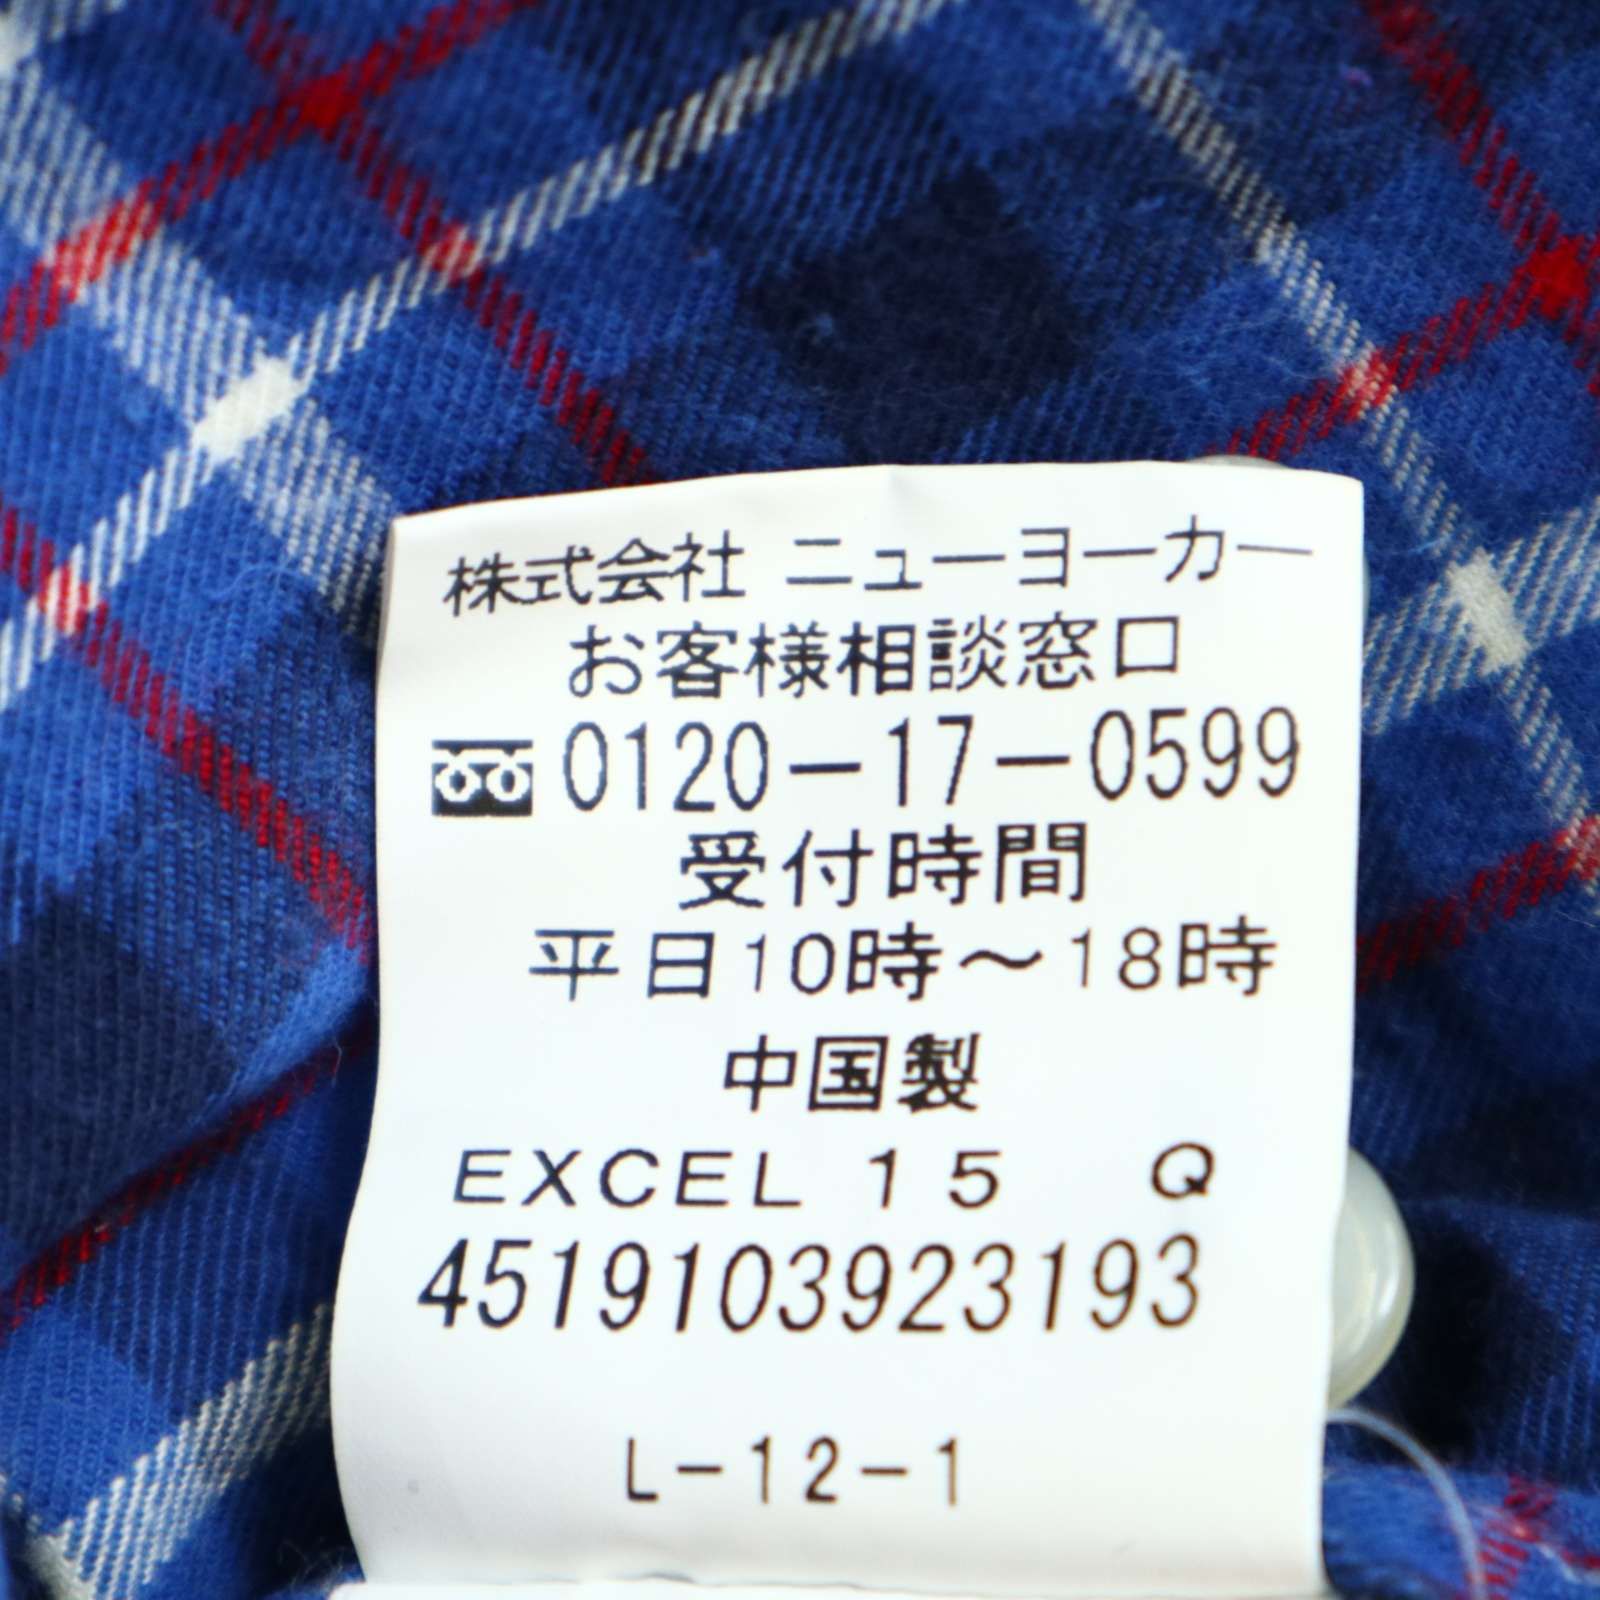 株式会社 ニューヨーカー
お客様相談窓口
0120-17-0599
受付時間
平日10時～18時
中国製
EXCEL 15 Q
4519103923193
L-12-1